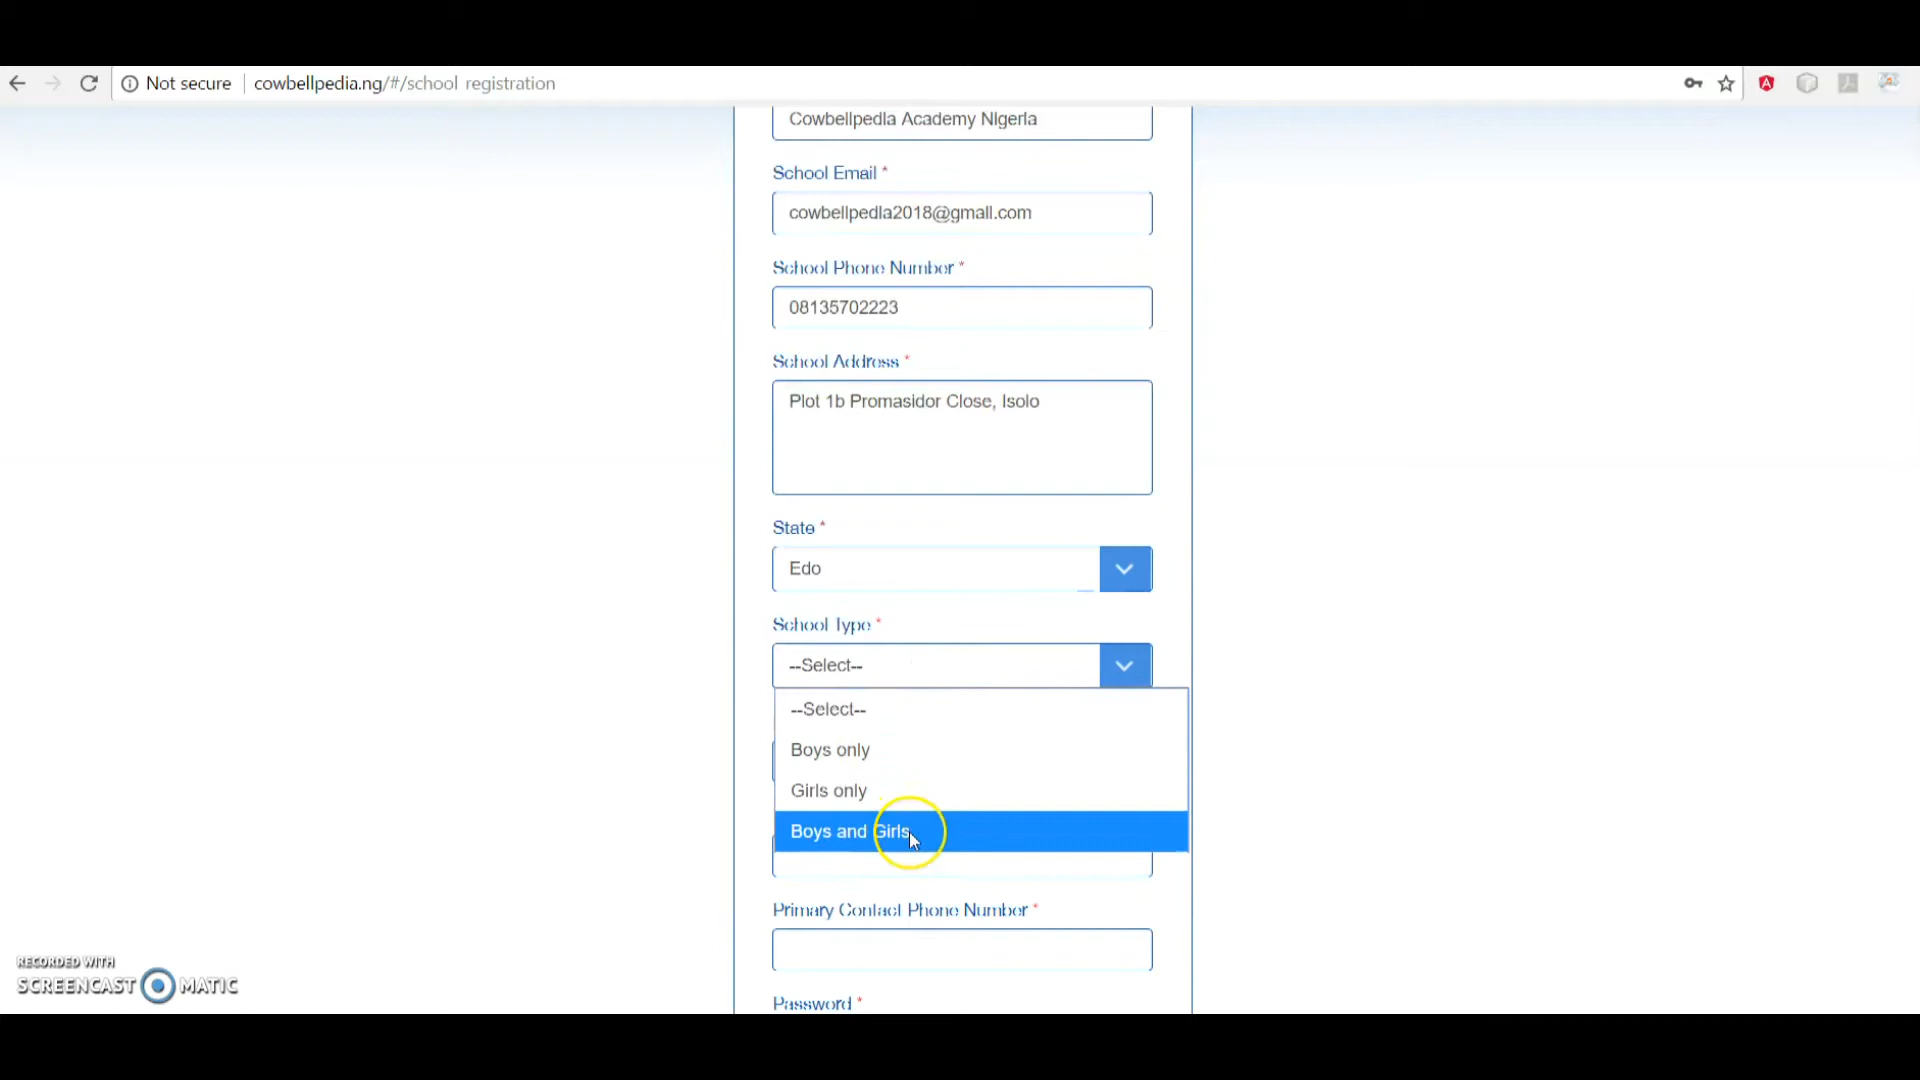 Not secure cowbellpedia.ng/#/school registration
Cowbellpedia Academy Nigeria
School Email *
cowbellpedia2018@gmail.com
School Phone Number *
08135702223
School Address *
Plot 1b Promasidor Close, Isolo
State *
Edo
School Type *
--Select--
--Select--
Boys only
Girls only
Boys and Girls
Primary Contact Phone Number *
Password *
RECORDED WITH
SCREENCAST MATIC